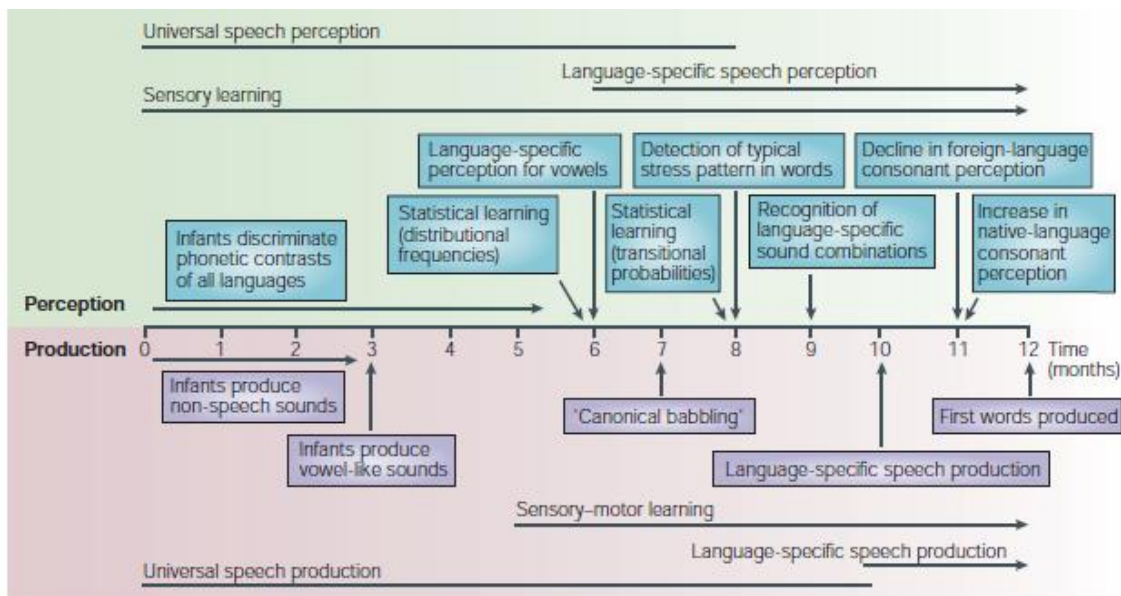 Universal speech perception
Language-specific speech perception
Sensory learning
Language-specific
perception for vowels
Detection of typical
stress pattern in words
Decline in foreign-language
consonant perception
Statistical learning
(distributional
frequencies)
Statistical
learning
(transitional
probabilities)
Recognition of
language-specific
sound combinations
Increase in
native-language
consonant
perception
Infants discriminate
phonetic contrasts
of all languages
Perception
Production
0 1 2 3 4 5 6 7 8 9 10 11 12 Time
(months)
Infants produce
non-speech sounds
Infants produce
vowel-like sounds
'Canonical babbling'
Language-specific speech production
First words produced
Sensory–motor learning
Language-specific speech production
Universal speech production